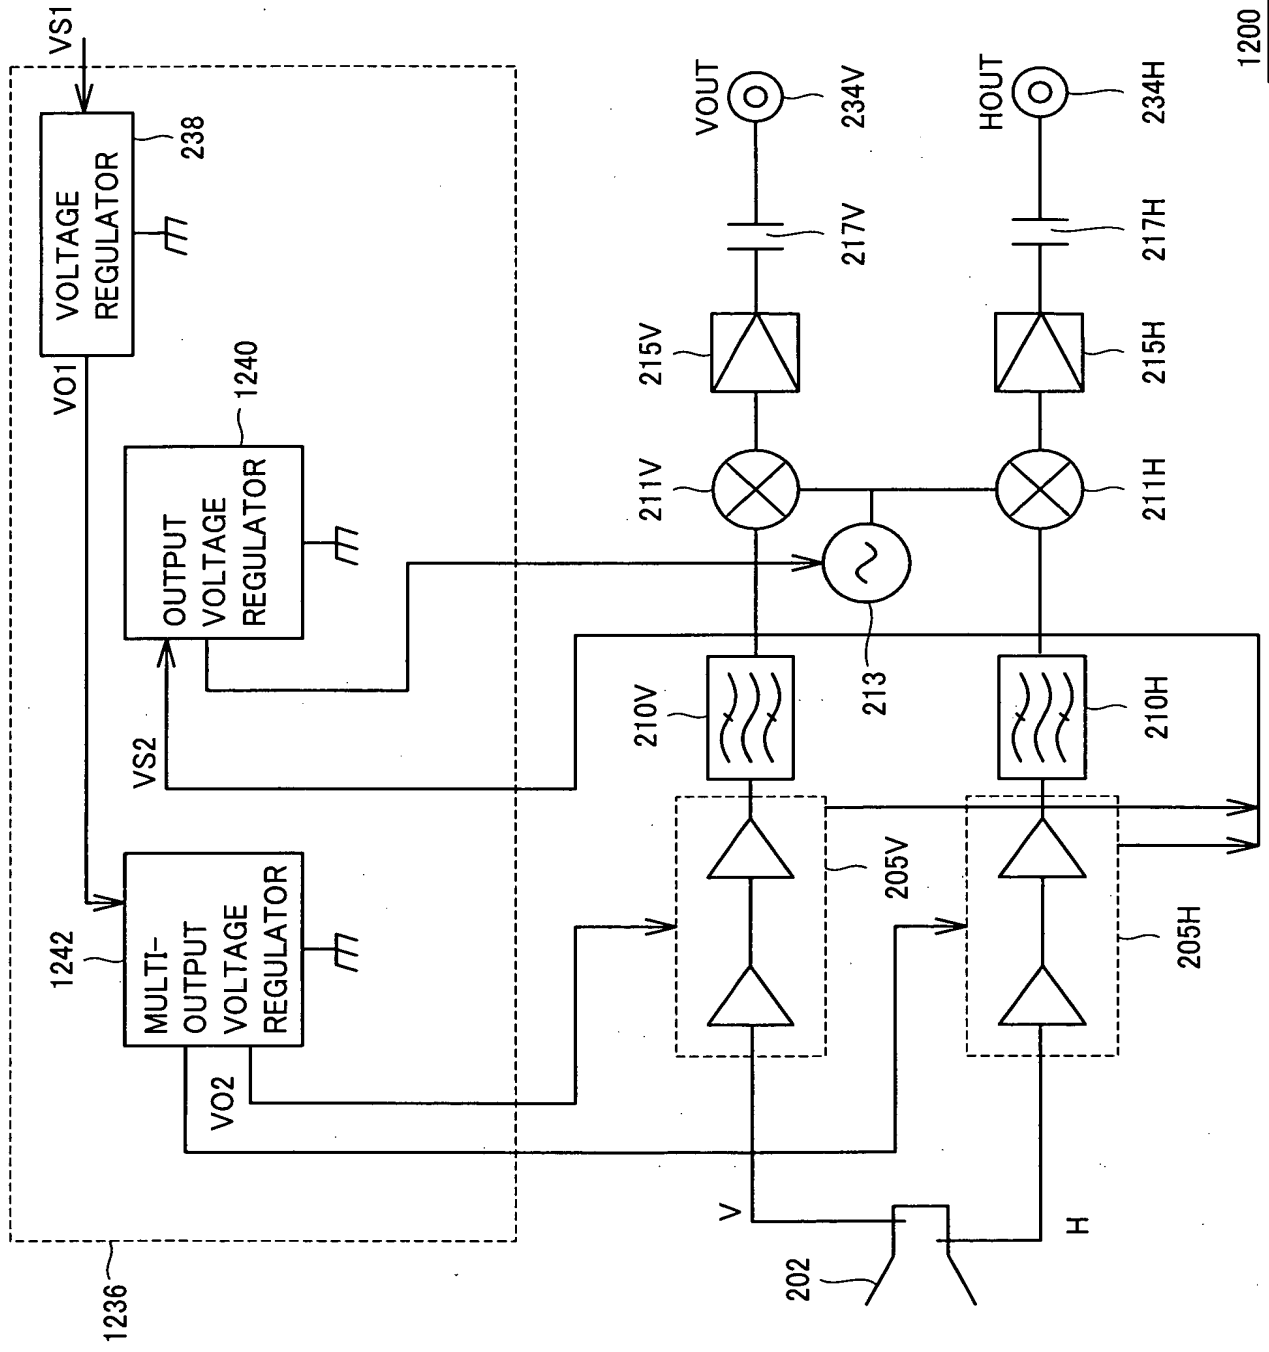 1200
VS1
VOLTAGE
REGULATOR
238
VO1
OUTPUT
VOLTAGE
REGULATOR
1240
VS2
MULTI-
OUTPUT
VOLTAGE
REGULATOR
1242
VO2
1236
VOUT
234V
217V
215V
211V
213
210V
205V
V
HOUT
234H
217H
215H
211H
210H
205H
H
202